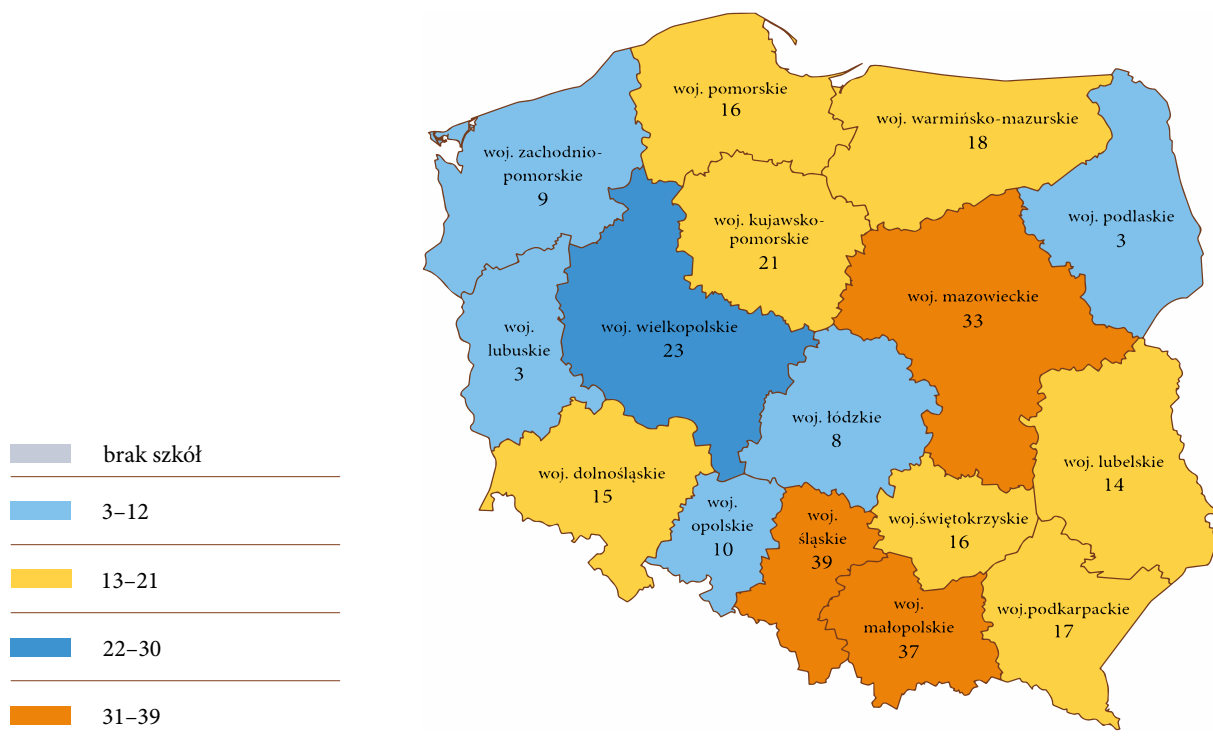 woj. pomorskie
16
woj. warmińsko-mazurskie
18
woj. zachodnio-
pomorskie
9
woj. podlaskie
3
woj. kujawsko-
pomorskie
21
woj. mazowieckie
33
woj.
lubuskie
3
woj. wielkopolskie
23
woj. łódzkie
8
woj. lubelskie
14
woj. dolnośląskie
15
woj.
opolskie
10
woj.
śląskie
39
woj.świętokrzyskie
16
woj.
małopolskie
37
woj.podkarpackie
17
brak szkół
3–12
13–21
22–30
31–39